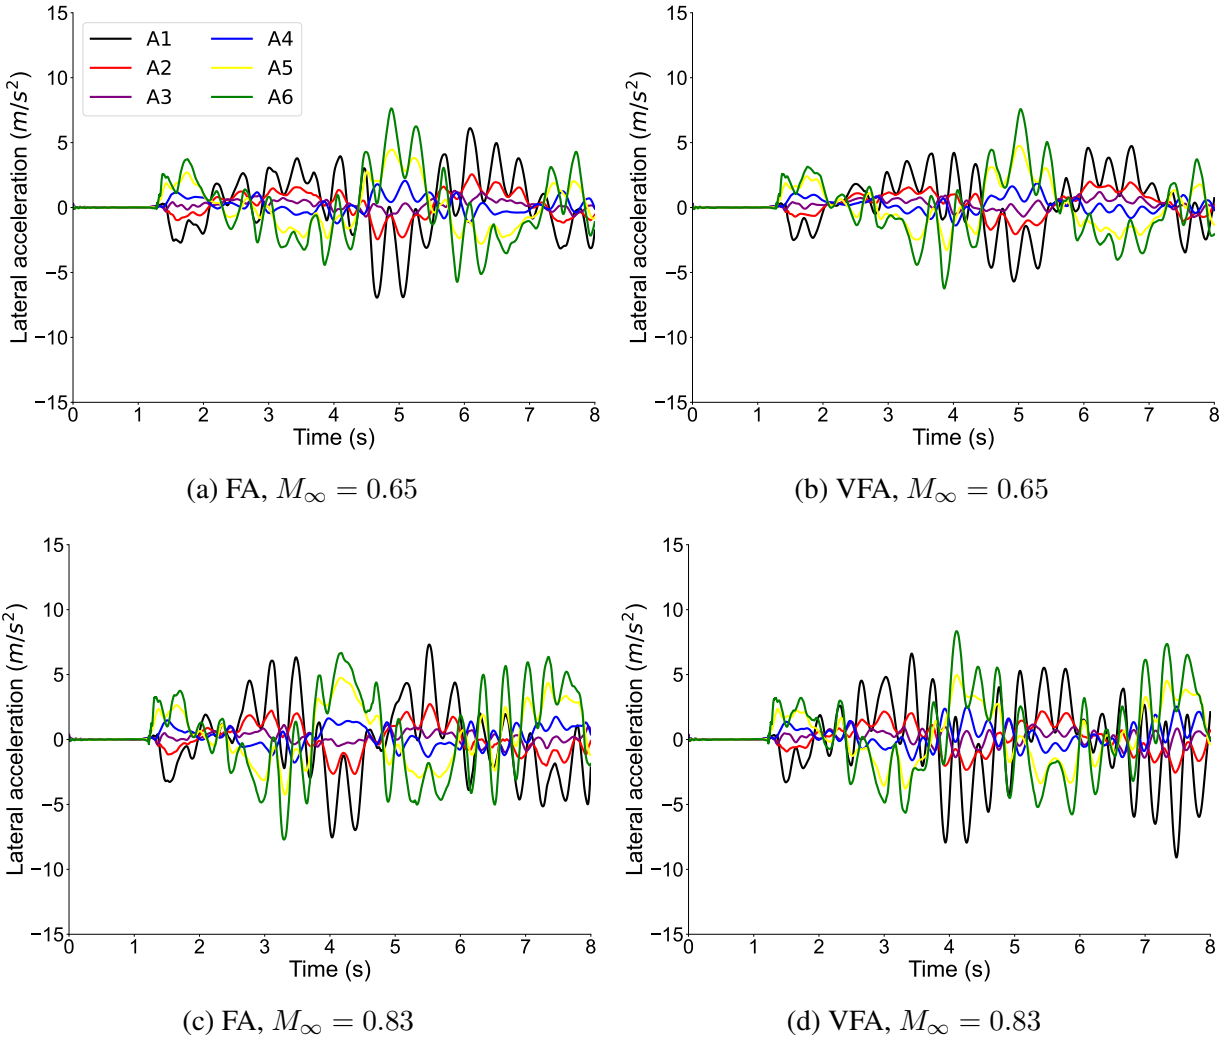 15
10
5
0
−5
−10
−15
Lateral acceleration (m/s²)
A1 A4
A2 A5
A3 A6
0 1 2 3 4 5 6 7 8
Time (s)
(a) FA, M∞ = 0.65
15
10
5
0
−5
−10
−15
Lateral acceleration (m/s²)
0 1 2 3 4 5 6 7 8
Time (s)
(b) VFA, M∞ = 0.65
15
10
5
0
−5
−10
−15
Lateral acceleration (m/s²)
0 1 2 3 4 5 6 7 8
Time (s)
(c) FA, M∞ = 0.83
15
10
5
0
−5
−10
−15
Lateral acceleration (m/s²)
0 1 2 3 4 5 6 7 8
Time (s)
(d) VFA, M∞ = 0.83